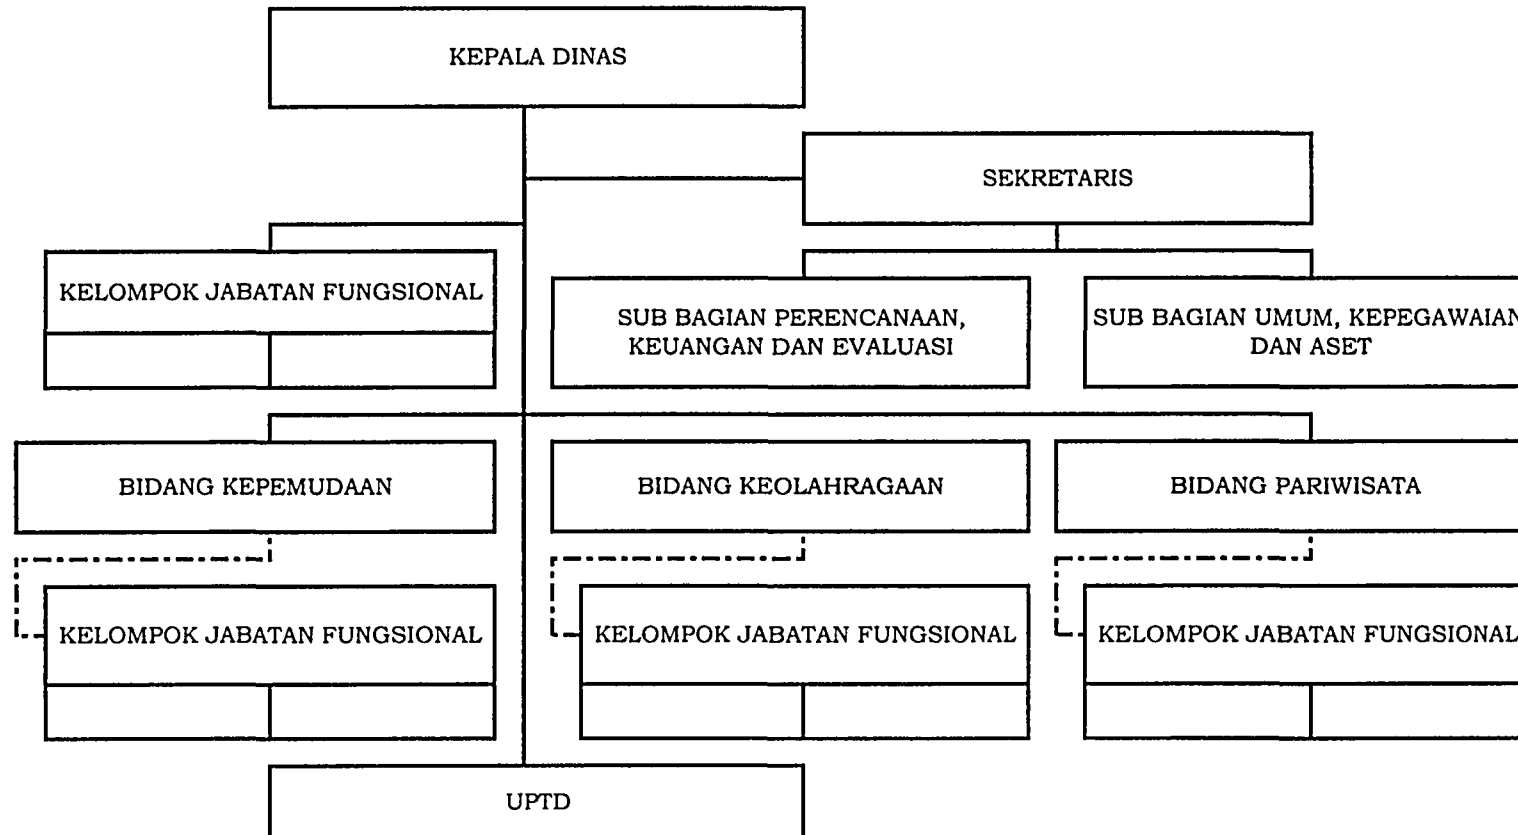 KEPALA DINAS
SEKRETARIS
KELOMPOK JABATAN FUNGSIONAL
SUB BAGIAN PERENCANAAN,
KEUANGAN DAN EVALUASI
SUB BAGIAN UMUM, KEPEGAWAIAN
DAN ASET
BIDANG KEPEMUDAAN
BIDANG KEOLAHRAGAAN
BIDANG PARIWISATA
KELOMPOK JABATAN FUNGSIONAL
KELOMPOK JABATAN FUNGSIONAL
KELOMPOK JABATAN FUNGSIONAL
UPTD